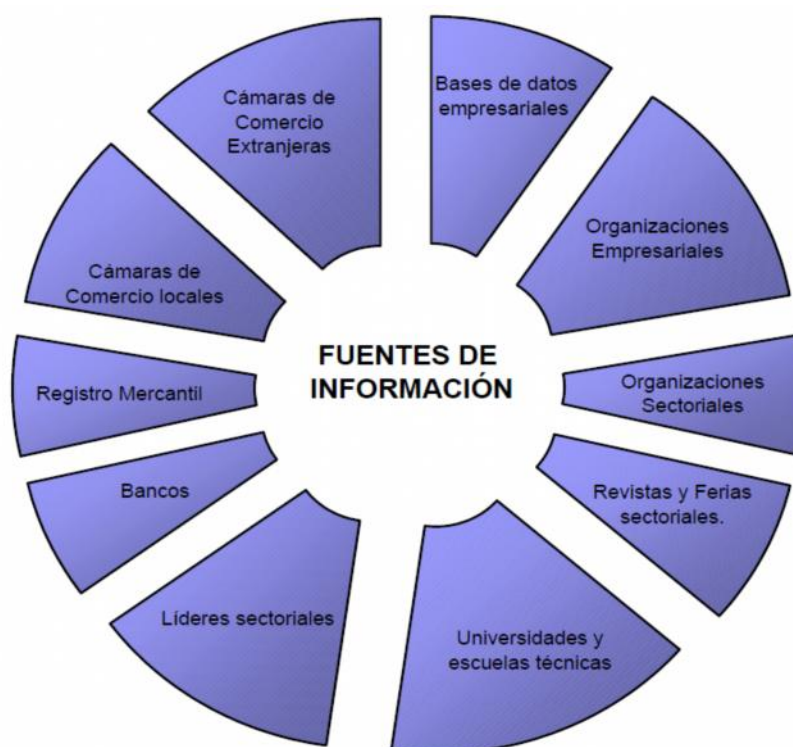 Bases de datos
empresariales
Organizaciones
Empresariales
Organizaciones
Sectoriales
Revistas y Ferias
sectoriales.
Universidades y
escuelas técnicas
Líderes sectoriales
Bancos
Registro Mercantil
Cámaras de
Comercio locales
Cámaras de
Comercio
Extranjeras
FUENTES DE
INFORMACIÓN